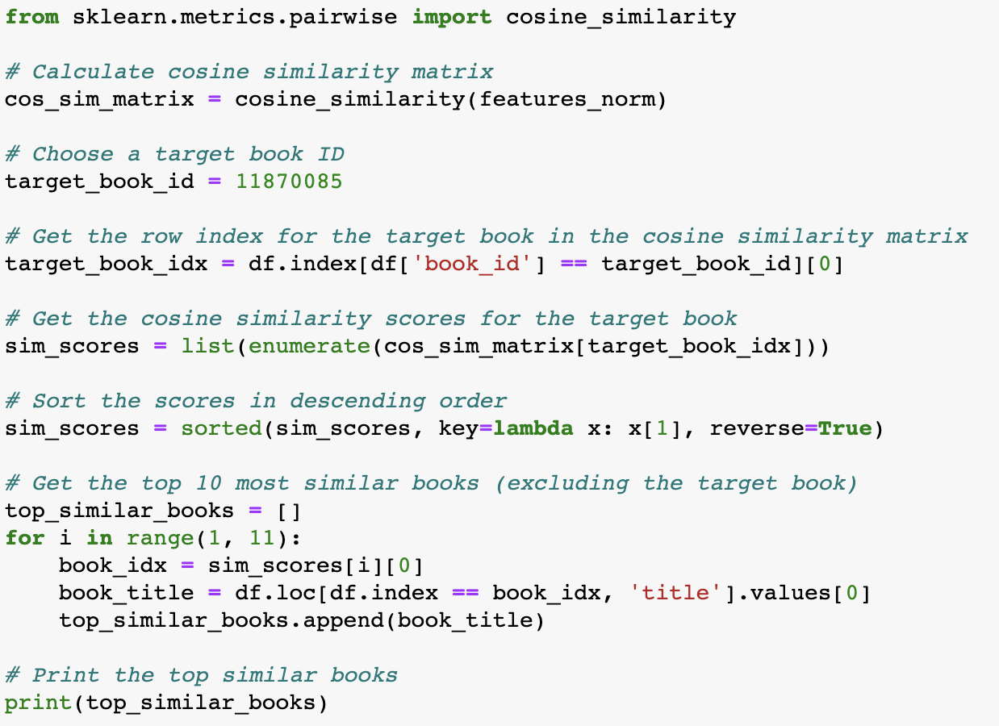 from sklearn.metrics.pairwise import cosine_similarity
# Calculate cosine similarity matrix
cos_sim_matrix = cosine_similarity(features_norm)
# Choose a target book ID
target_book_id = 11870085
# Get the row index for the target book in the cosine similarity matrix
target_book_idx = df.index[df['book_id'] == target_book_id][0]
# Get the cosine similarity scores for the target book
sim_scores = list(enumerate(cos_sim_matrix[target_book_idx]))
# Sort the scores in descending order
sim_scores = sorted(sim_scores, key=lambda x: x[1], reverse=True)
# Get the top 10 most similar books (excluding the target book)
top_similar_books = []
for i in range(1, 11):
    book_idx = sim_scores[i][0]
    book_title = df.loc[df.index == book_idx, 'title'].values[0]
    top_similar_books.append(book_title)
# Print the top similar books
print(top_similar_books)